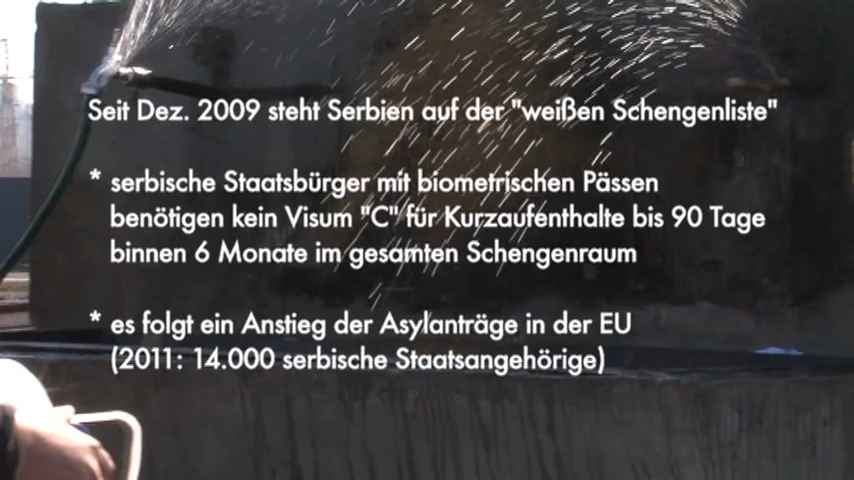 Seit Dez. 2009 steht Serbien auf der "weißen Schengenliste"
* serbische Staatsbürger mit biometrischen Pässen
benötigen kein Visum "C" für Kurzaufenthalte bis 90 Tage
binnen 6 Monate im gesamten Schengenraum
* es folgt ein Anstieg der Asylanträge in der EU
(2011: 14.000 serbische Staatsangehörige)